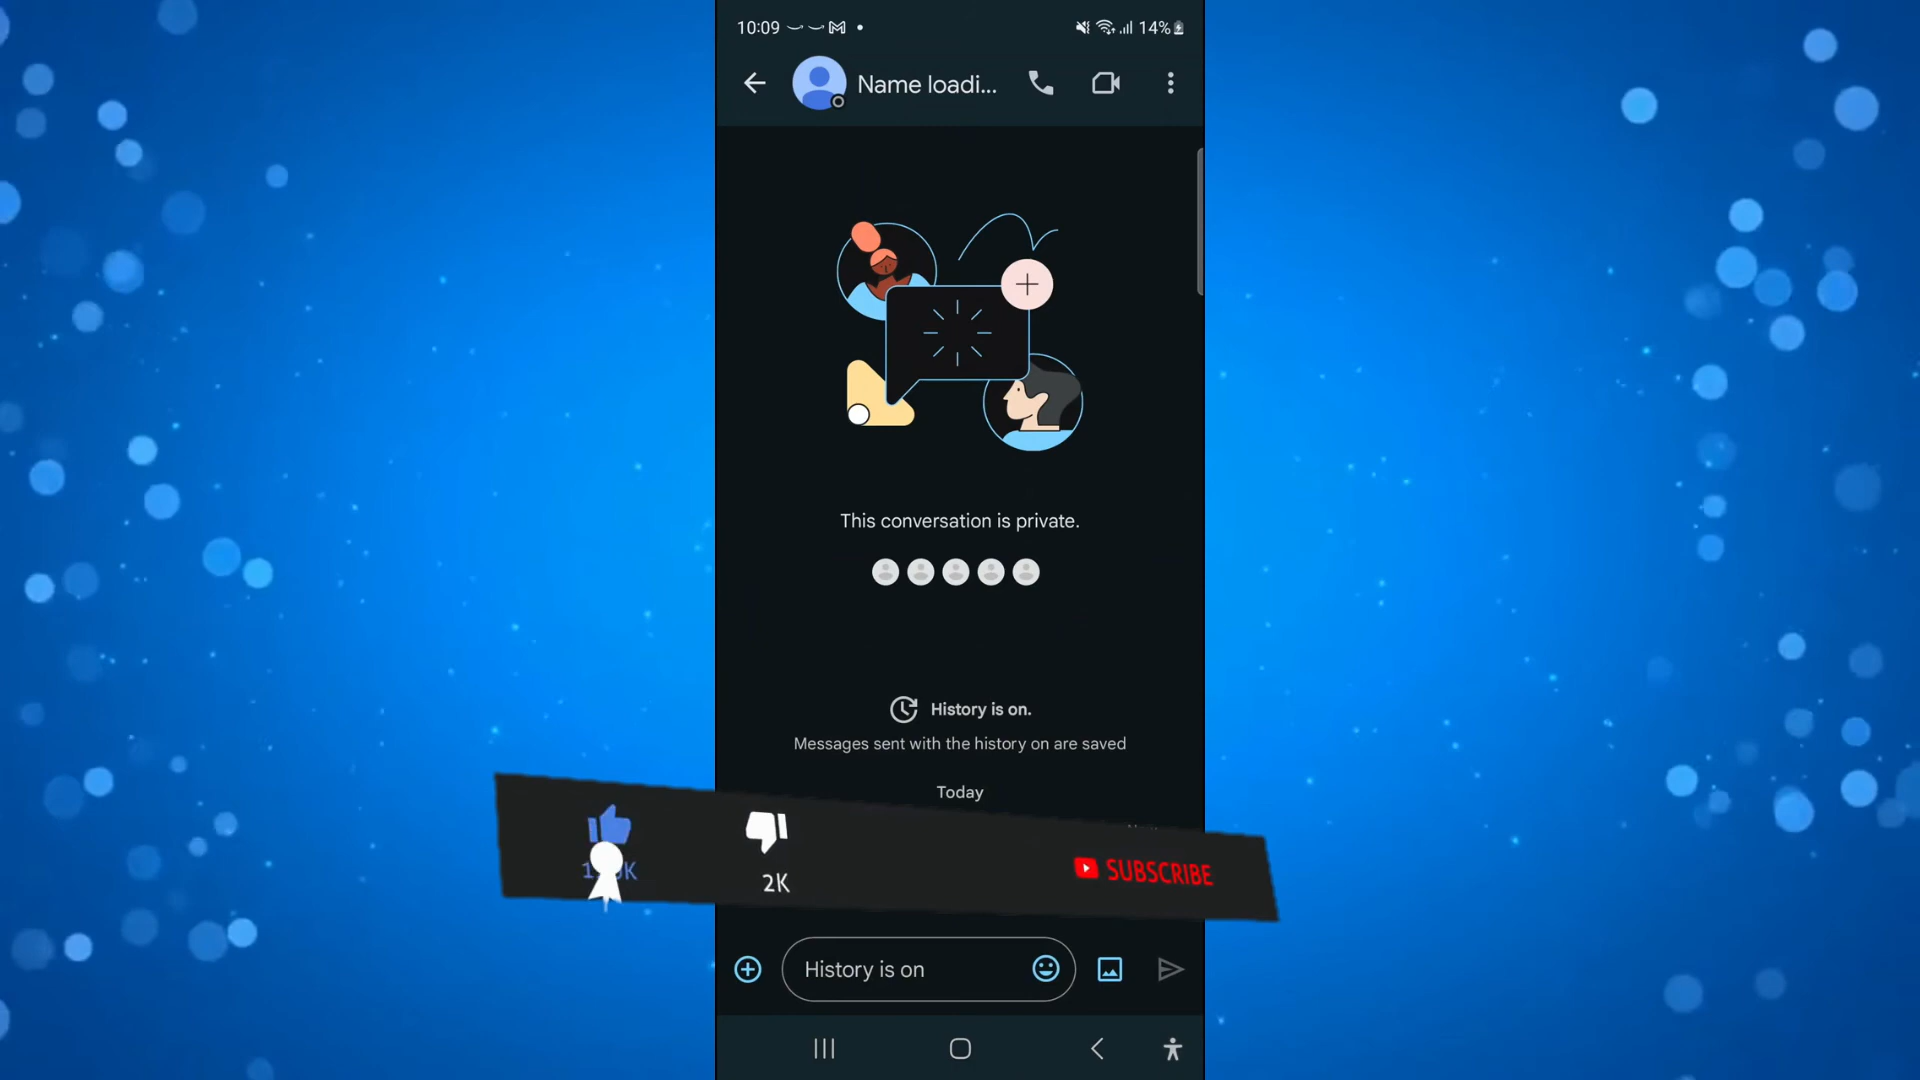 10:09
14%
Name loadi...
This conversation is private.
History is on.
Messages sent with the history on are saved
Today
2K
SUBSCRIBE
History is on